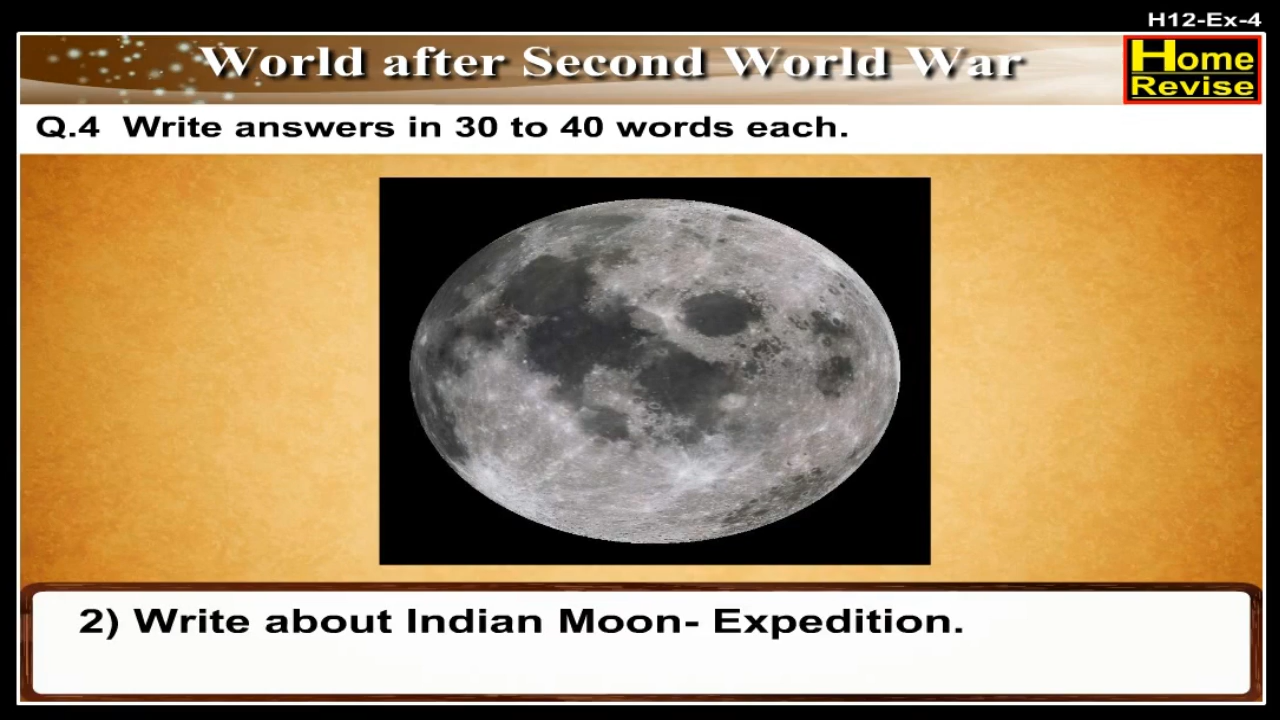 H12-Ex-4
World after Second World War
Home
Revise
Q.4 Write answers in 30 to 40 words each.
2) Write about Indian Moon- Expedition.